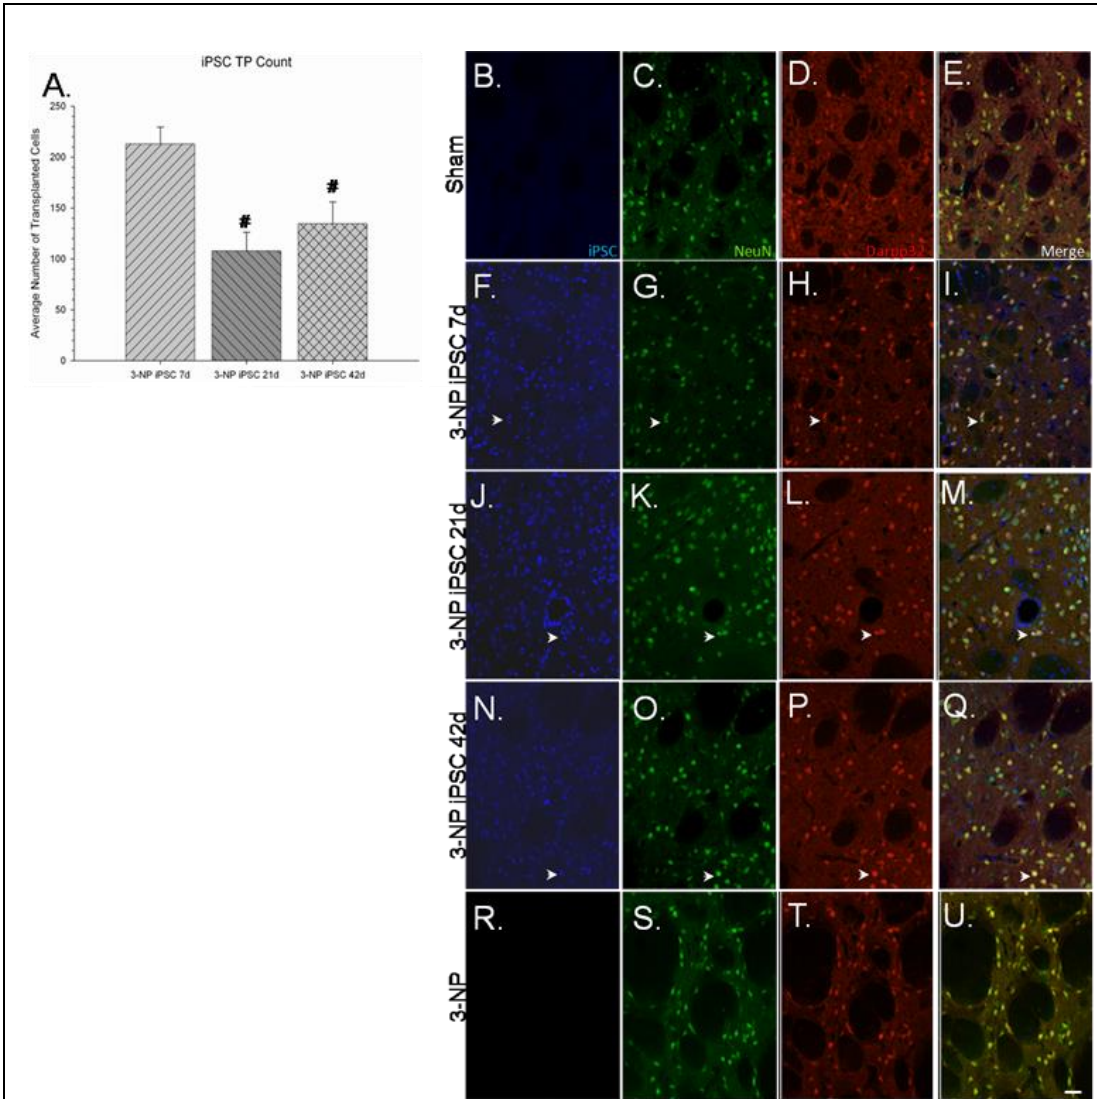 iPSC TP Count
A.
Average Number of Transplanted Cells
250
200
150
100
50
0
#
#
3-NP iPSC 7d
3-NP iPSC 21d
3-NP iPSC 42d
Sham
B.
iPSC
C.
NeuN
D.
Darpp32
E.
Merge
3-NP iPSC 7d
F.
G.
H.
I.
3-NP iPSC 21d
J.
K.
L.
M.
3-NP iPSC 42d
N.
O.
P.
Q.
3-NP
R.
S.
T.
U.